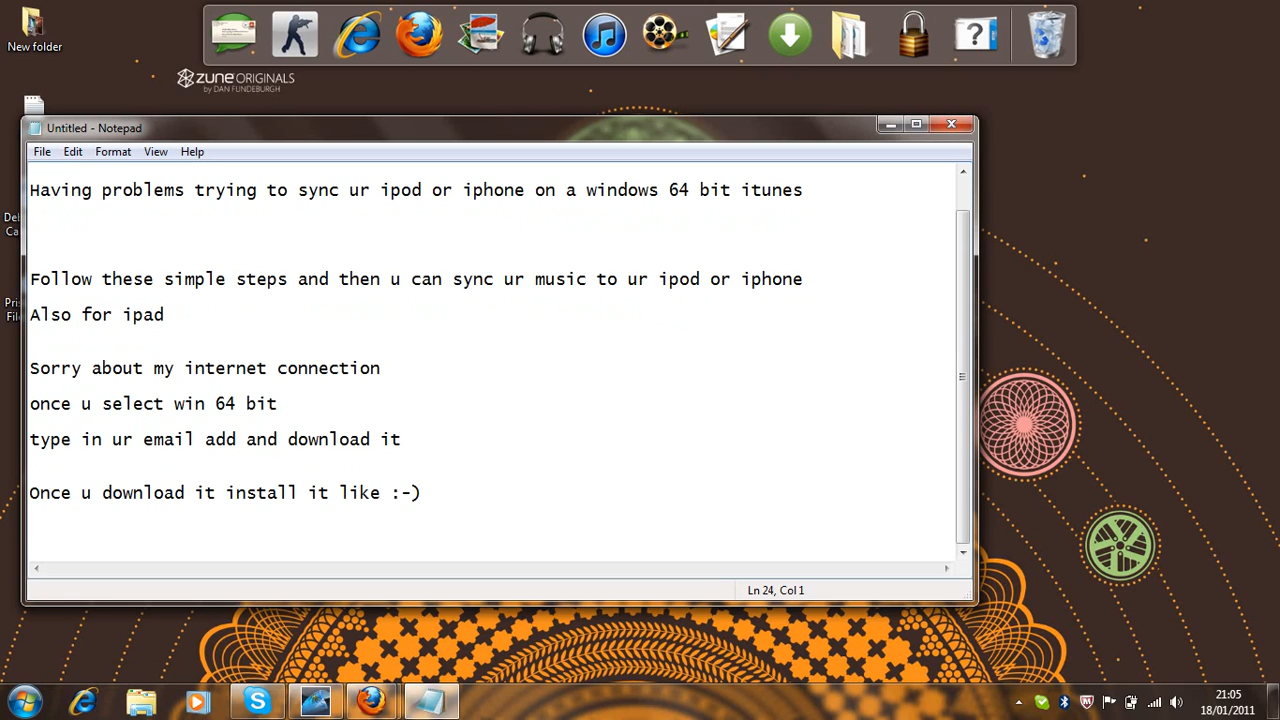 New folder
ZUNE ORIGINALS
by DAN FUNDEBURGH
Untitled - Notepad
File Edit Format View Help
Having problems trying to sync ur ipod or iphone on a windows 64 bit itunes
Follow these simple steps and then u can sync ur music to ur ipod or iphone
Also for ipad
Sorry about my internet connection
once u select win 64 bit
type in ur email add and download it
Once u download it install it like :-)
Ln 24, Col 1
21:05
18/01/2011